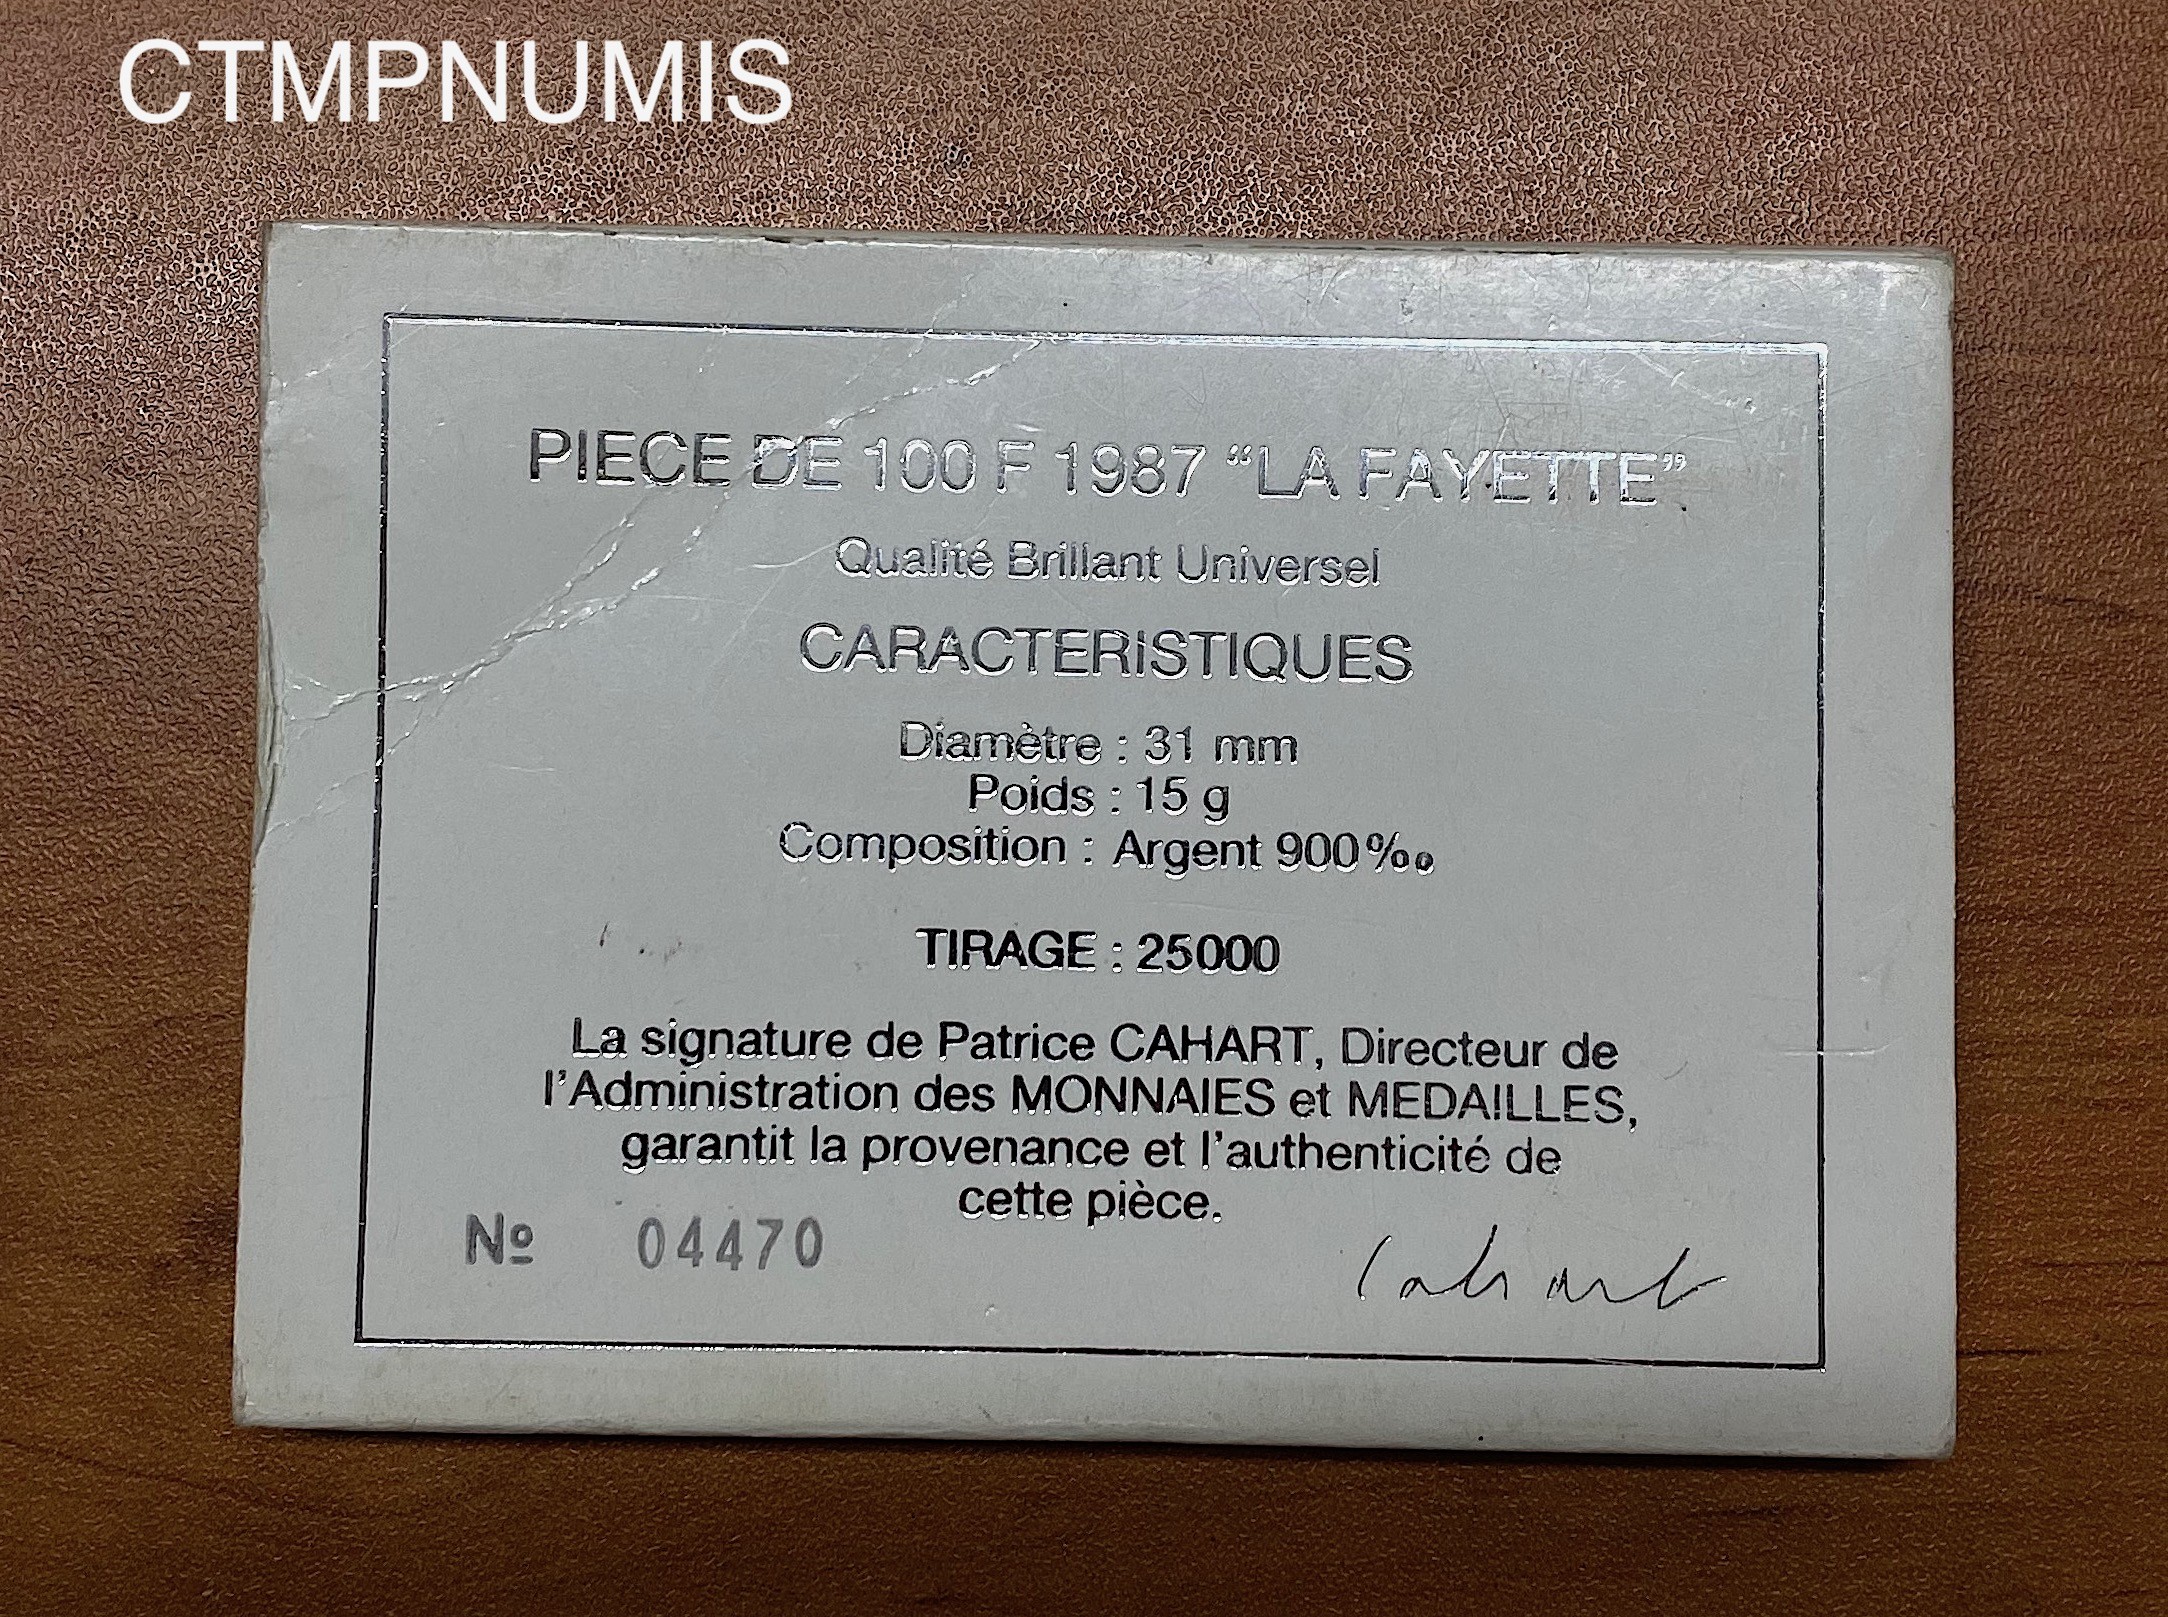 CTMPNUMIS
PIECE DE 100 F 1987 “LA FAYETTE”
Qualité Brillant Universel
CARACTERISTIQUES
Diamètre : 31 mm
Poids : 15 g
Composition : Argent 900‰
TIRAGE : 25000
La signature de Patrice CAHART, Directeur de
l’Administration des MONNAIES et MEDAILLES,
garantit la provenance et l’authenticité de
cette pièce.
Nº 04470
Cahart